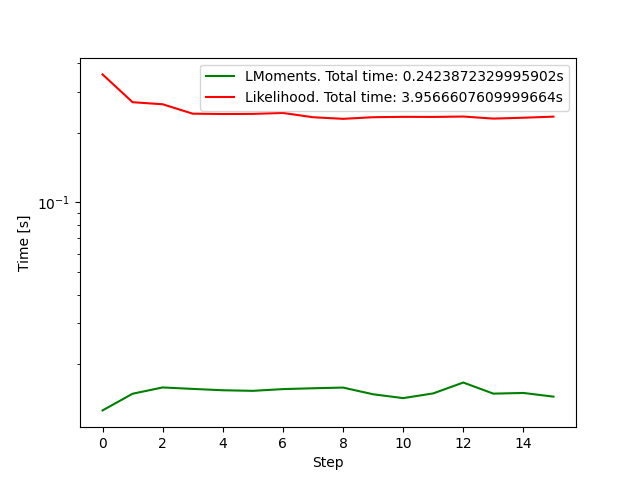 LMoments. Total time: 0.2423872329995902s
Likelihood. Total time: 3.9566607609999664s
10⁻¹
Time [s]
0 2 4 6 8 10 12 14
Step